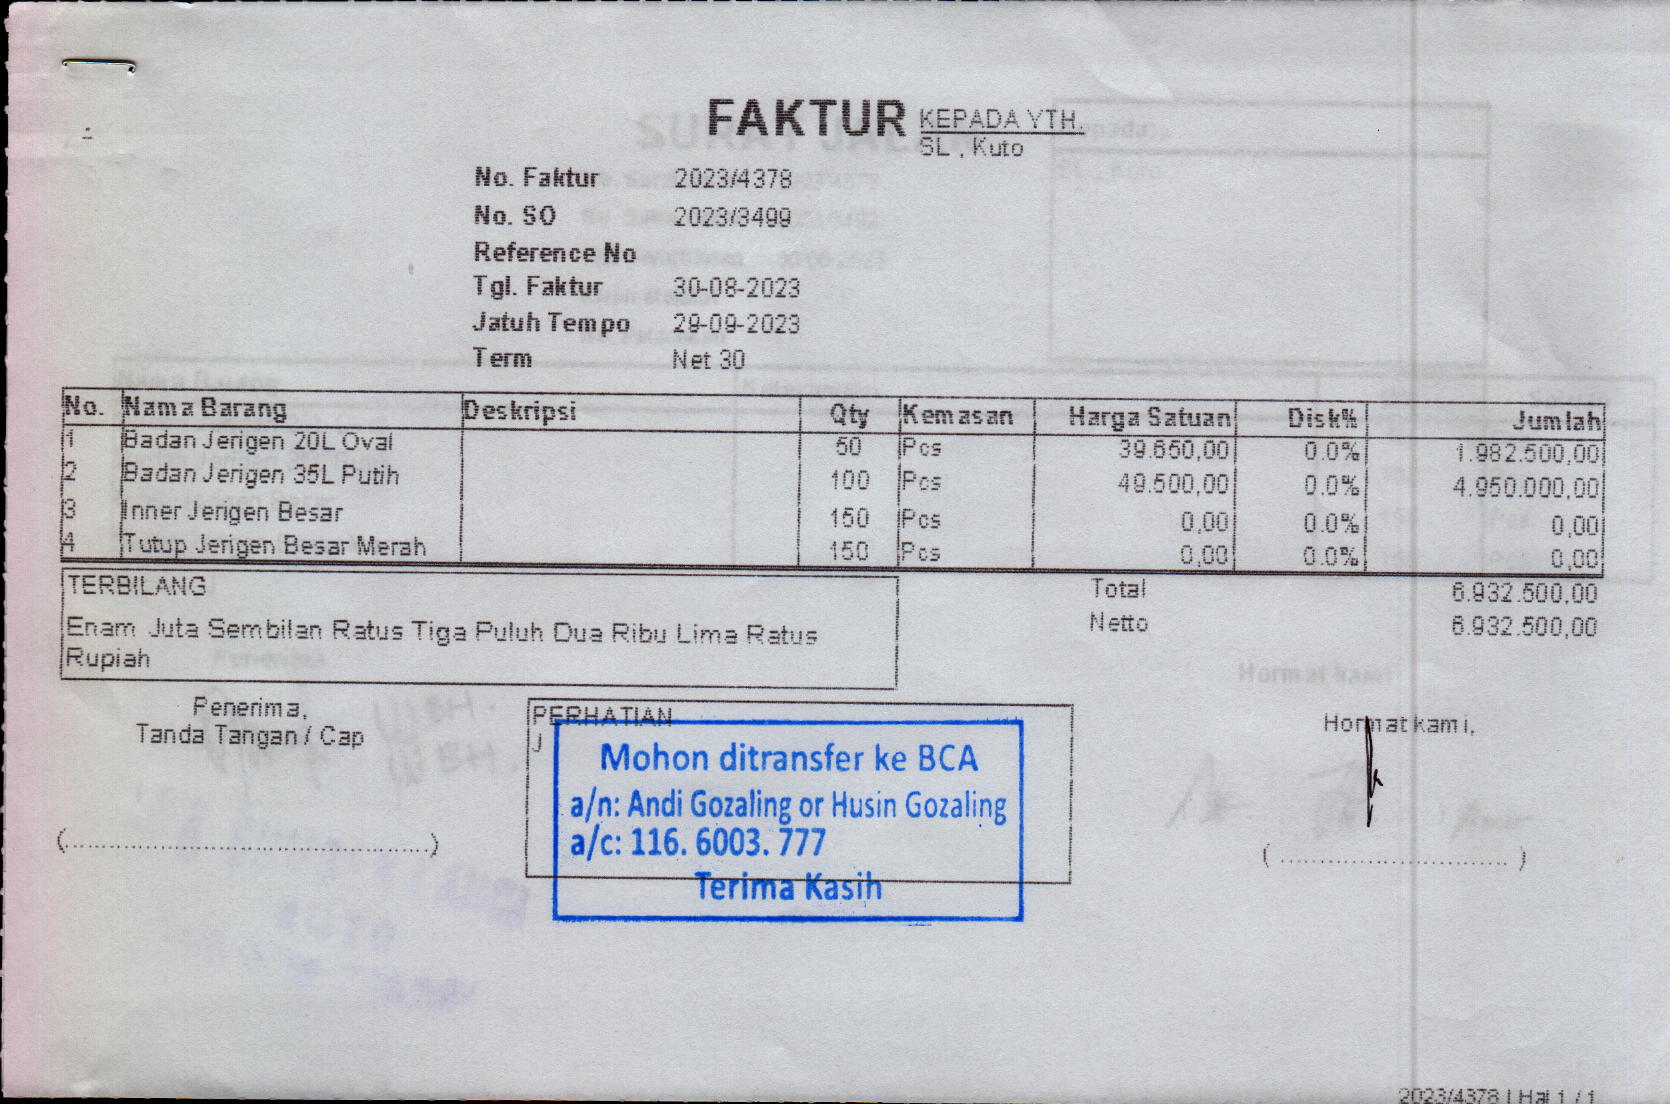 FAKTUR
KEPADA YTH.
SL , Kuto
No. Faktur 2023/4378
No. SO 2023/3499
Reference No
Tgl. Faktur 30-08-2023
Jatuh Tempo 29-09-2023
Term Net 30
No. Nama Barang Deskripsi Qty Kemasan Harga Satuan Disk% Jumlah
1 Badan Jerigen 20L Oval 50 Pcs 39.650,00 0.0% 1.982.500,00
2 Badan Jerigen 35L Putih 100 Pcs 49.500,00 0.0% 4.950.000,00
3 Inner Jerigen Besar 150 Pcs 0,00 0.0% 0,00
4 Tutup Jerigen Besar Merah 150 Pcs 0,00 0.0% 0,00
TERBILANG
Enam Juta Sembilan Ratus Tiga Puluh Dua Ribu Lima Ratus
Rupiah
Total 6.932.500,00
Netto 6.932.500,00
Penerima,
Tanda Tangan / Cap
(..........................................)
PERHATIAN
J
Mohon ditransfer ke BCA
a/n: Andi Gozaling or Husin Gozaling
a/c: 116. 6003. 777
Terima Kasih
Hormat kami,
( ............................ )
2023/4378 | Hal 1 / 1